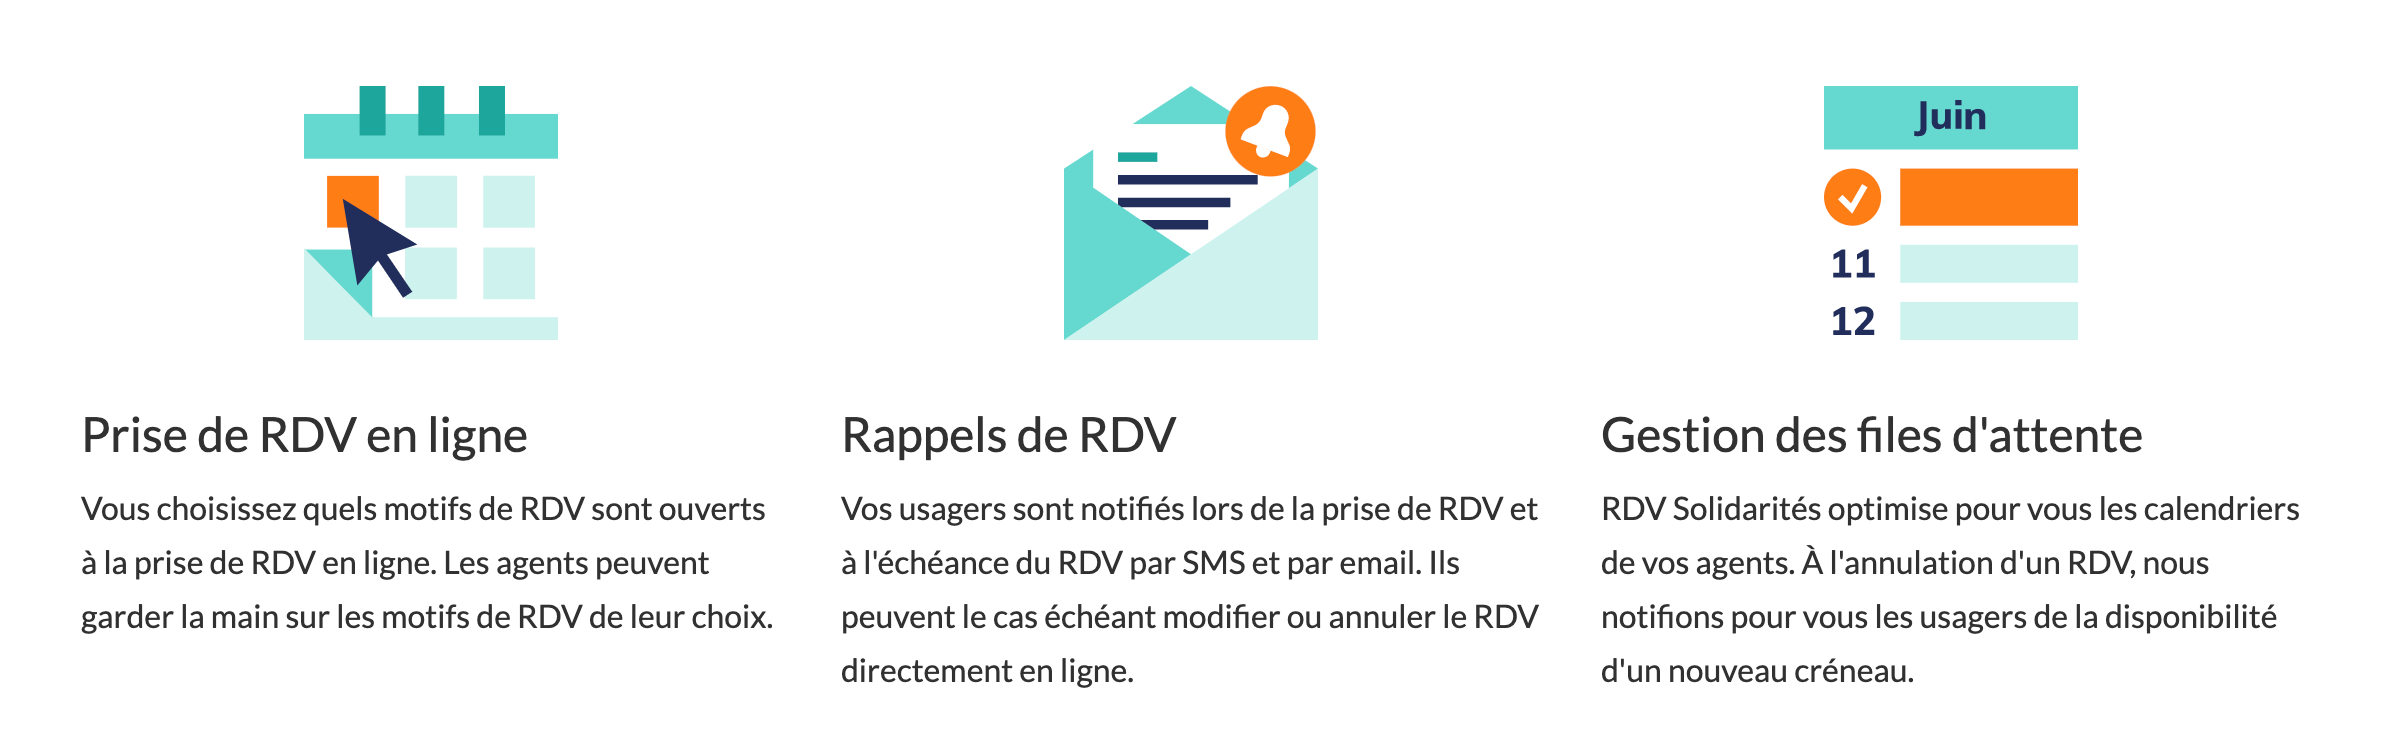 Juin
11
12
Prise de RDV en ligne
Vous choisissez quels motifs de RDV sont ouverts
à la prise de RDV en ligne. Les agents peuvent
garder la main sur les motifs de RDV de leur choix.
Rappels de RDV
Vos usagers sont notifiés lors de la prise de RDV et
à l'échéance du RDV par SMS et par email. Ils
peuvent le cas échéant modifier ou annuler le RDV
directement en ligne.
Gestion des files d'attente
RDV Solidarités optimise pour vous les calendriers
de vos agents. À l'annulation d'un RDV, nous
notifions pour vous les usagers de la disponibilité
d'un nouveau créneau.